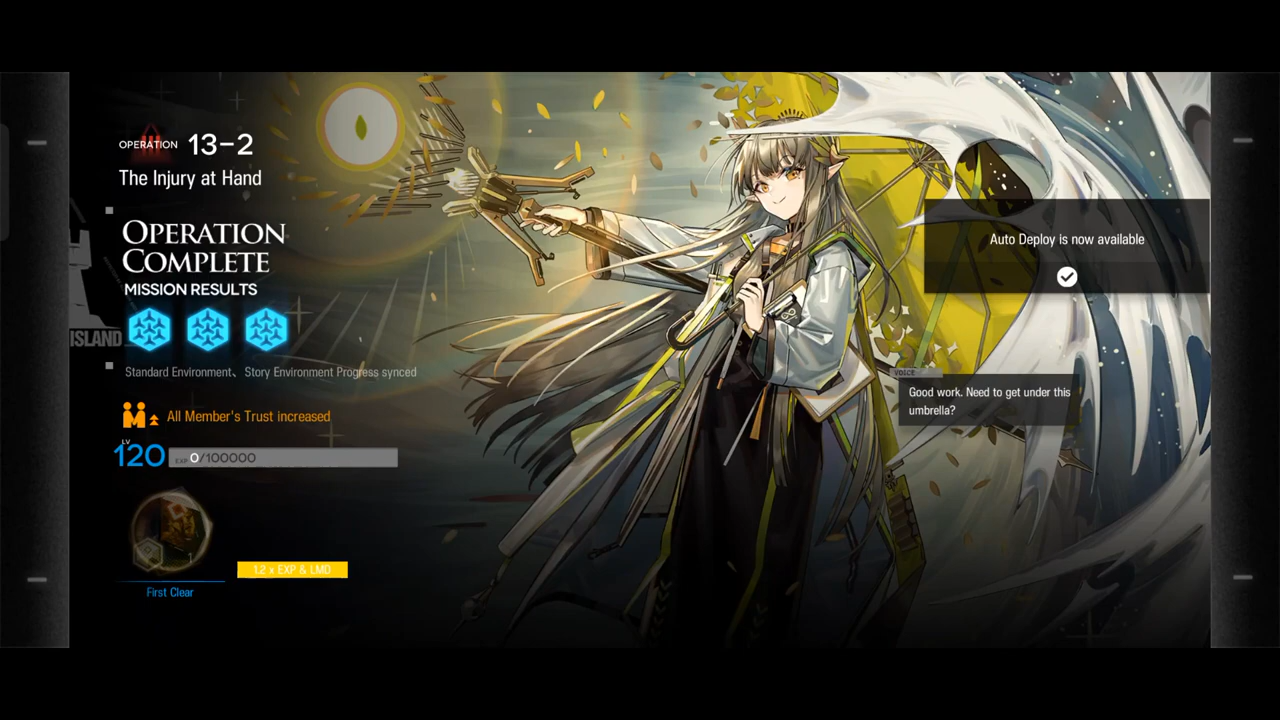 OPERATION 13-2
The Injury at Hand
OPERATION
COMPLETE
MISSION RESULTS
ISLAND
Standard Environment、 Story Environment Progress synced
All Member's Trust increased
LV
120
EXP 0/100000
1
1.2 x EXP & LMD
First Clear
Auto Deploy is now available
VOICE
Good work. Need to get under this
umbrella?